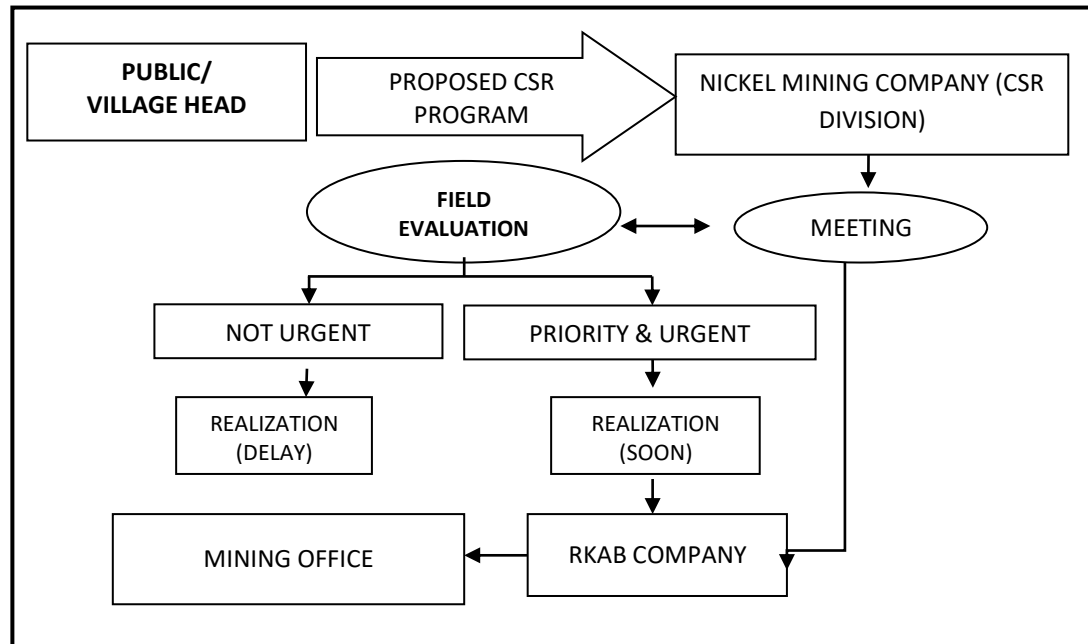 PUBLIC/
VILLAGE HEAD
PROPOSED CSR
PROGRAM
NICKEL MINING COMPANY (CSR
DIVISION)
FIELD
EVALUATION
MEETING
NOT URGENT
PRIORITY & URGENT
REALIZATION
(DELAY)
REALIZATION
(SOON)
MINING OFFICE
RKAB COMPANY